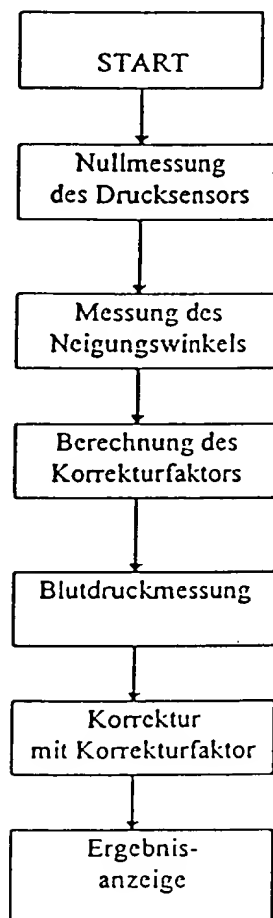 START
Nullmessung
des Drucksensors
Messung des
Neigungswinkels
Berechnung des
Korrekturfaktors
Blutdruckmessung
Korrektur
mit Korrekturfaktor
Ergebnis-
anzeige